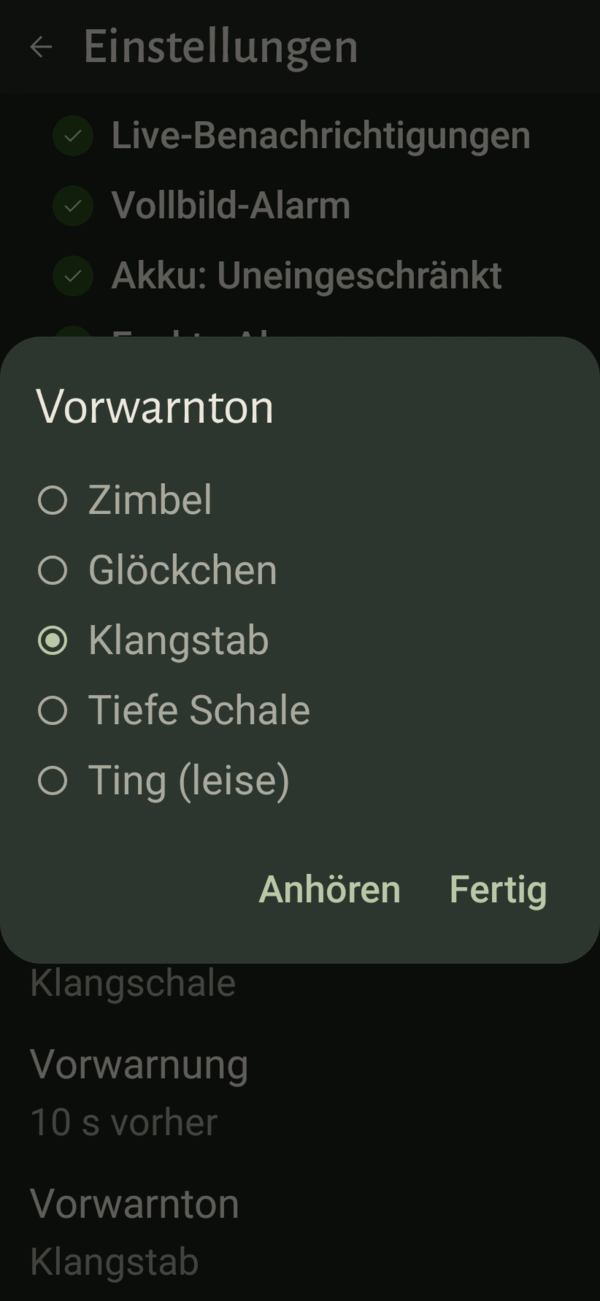 Einstellungen
Live-Benachrichtigungen
Vollbild-Alarm
Akku: Uneingeschränkt
Vorwarnton
Zimbel
Glöckchen
Klangstab
Tiefe Schale
Ting (leise)
Anhören Fertig
Klangschale
Vorwarnung
10 s vorher
Vorwarnton
Klangstab